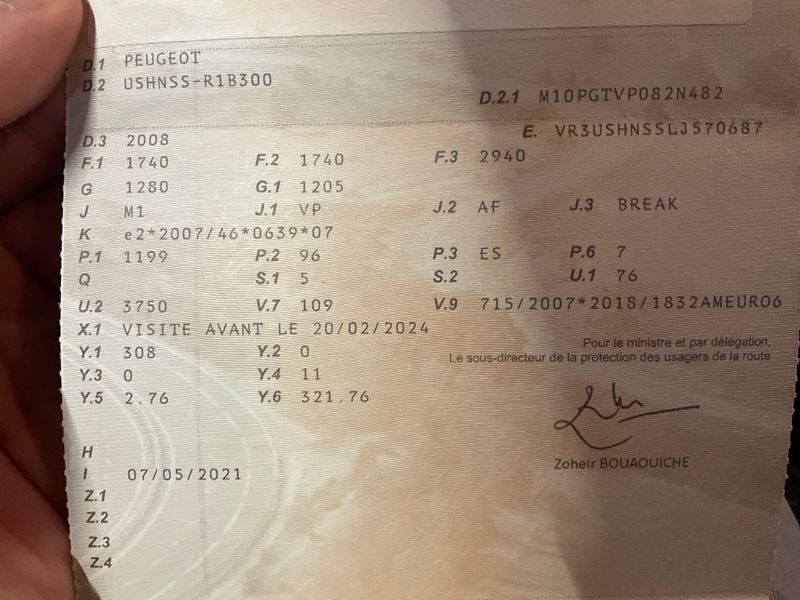 D.1 PEUGEOT
D.2 USHNSS-R1B300
D.2.1 M10PGTVP082N482
D.3 2008 E. VR3USHNSSLJ570687
F.1 1740 F.2 1740 F.3 2940
G 1280 G.1 1205
J M1 J.1 VP J.2 AF J.3 BREAK
K e2*2007/46*0639*07
P.1 1199 P.2 96 P.3 ES P.6 7
Q S.1 5 S.2 U.1 76
U.2 3750 V.7 109 V.9 715/2007*2018/1832AMEURO6
X.1 VISITE AVANT LE 20/02/2024
Y.1 308 Y.2 0
Y.3 0 Y.4 11
Y.5 2.76 Y.6 321.76
Pour le ministre et par délégation,
Le sous-directeur de la protection des usagers de la route
Zoheir BOUAOUICHE
H
I 07/05/2021
Z.1
Z.2
Z.3
Z.4